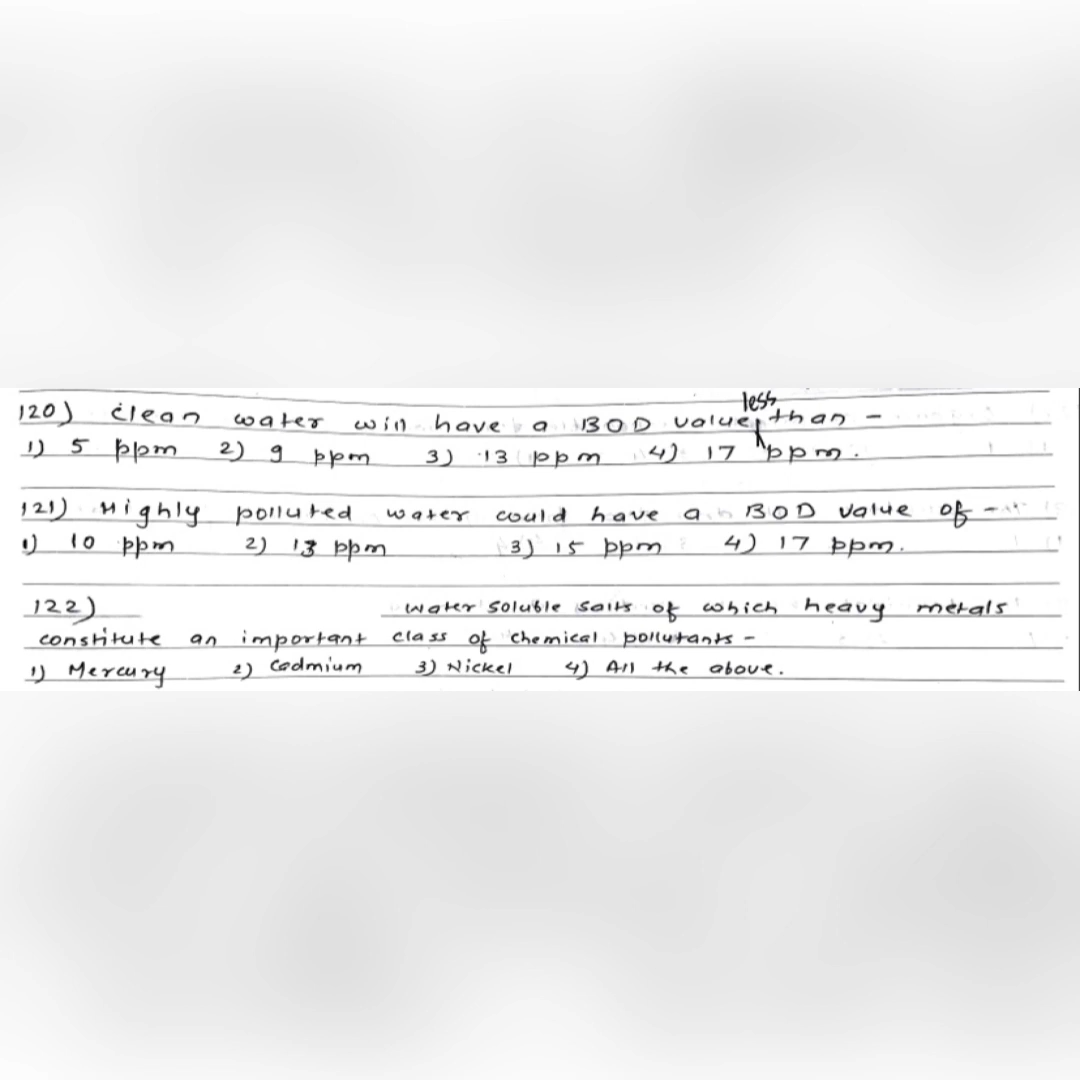 120) clean water will have a BOD value less than -
1) 5 ppm 2) 9 ppm 3) 13 ppm 4) 17 ppm.
121) Highly polluted water could have a BOD value of -
1) 10 ppm 2) 13 ppm 3) 15 ppm 4) 17 ppm.
122) water soluble salts of which heavy metals
constitute an important class of chemical pollutants -
1) Mercury 2) Cadmium 3) Nickel 4) All the above.